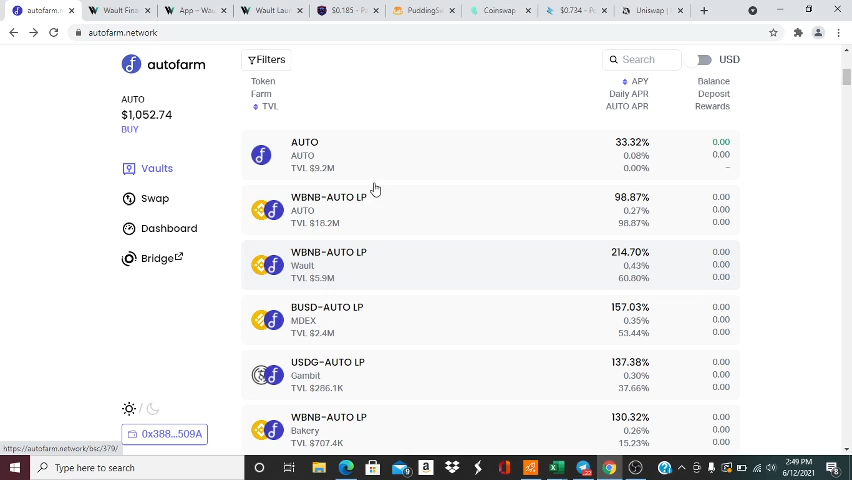 autofarm.n
Wault Fina
App – Wau
Wault Laun
$0.185 - P
PuddingSw
Coinswap -
$0.734 - P
Uniswap |
autofarm.network
autofarm
Filters
Search
USD
Token
Farm
TVL
APY
Daily APR
AUTO APR
Balance
Deposit
Rewards
AUTO
$1,052.74
BUY
Vaults
Swap
Dashboard
Bridge
AUTO
AUTO
TVL $9.2M
33.32%
0.08%
0.00%
0.00
0.00
–
WBNB-AUTO LP
AUTO
TVL $18.2M
98.87%
0.27%
98.87%
0.00
0.00
0.00
WBNB-AUTO LP
Wault
TVL $5.9M
214.70%
0.43%
60.80%
0.00
0.00
0.00
BUSD-AUTO LP
MDEX
TVL $2.4M
157.03%
0.35%
53.44%
0.00
0.00
0.00
USDG-AUTO LP
Gambit
TVL $286.1K
137.38%
0.30%
37.66%
0.00
0.00
0.00
WBNB-AUTO LP
Bakery
TVL $707.4K
130.32%
0.26%
15.23%
0.00
0.00
0.00
0x388...509A
https://autofarm.network/bsc/379/
Type here to search
9
22
2:49 PM
6/12/2021
8